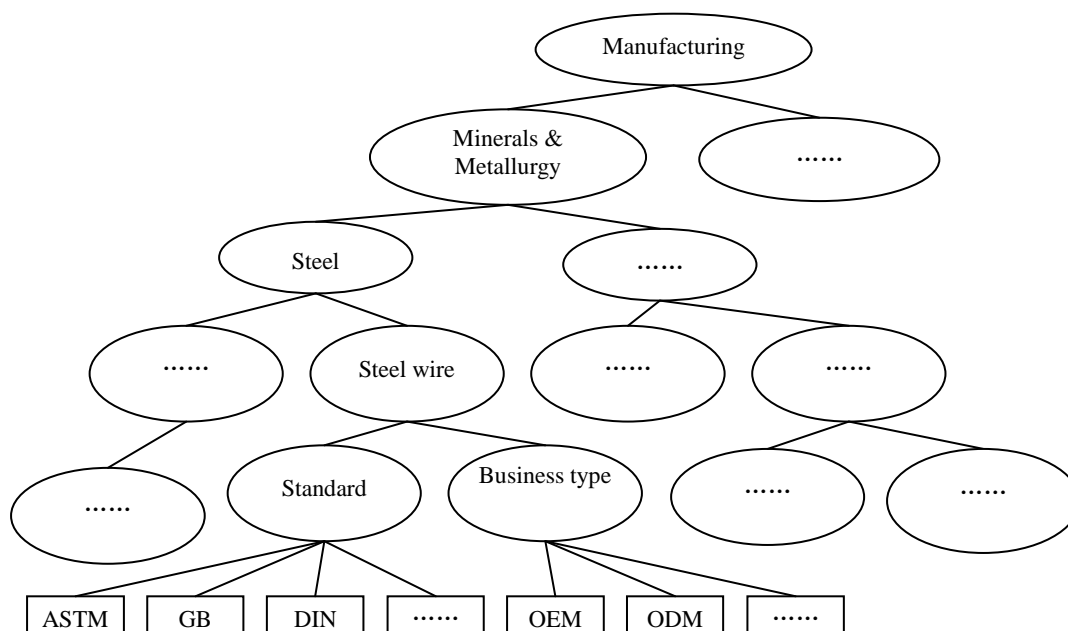 Manufacturing
Minerals &
Metallurgy
……
Steel
……
……
Steel wire
……
……
……
Standard
Business type
……
……
ASTM
GB
DIN
……
OEM
ODM
……